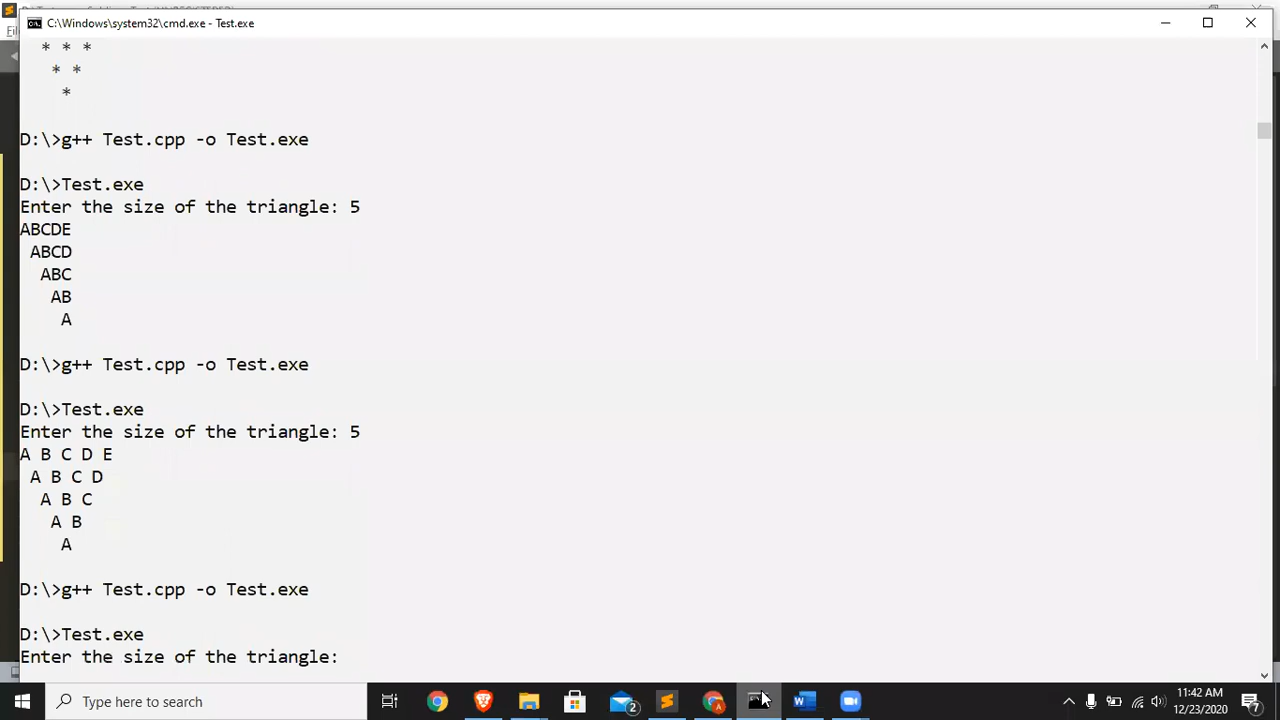 C:\Windows\system32\cmd.exe - Test.exe
* * *
* *
*
D:\>g++ Test.cpp -o Test.exe
D:\>Test.exe
Enter the size of the triangle: 5
ABCDE
ABCD
ABC
AB
A
D:\>g++ Test.cpp -o Test.exe
D:\>Test.exe
Enter the size of the triangle: 5
A B C D E
A B C D
A B C
A B
A
D:\>g++ Test.cpp -o Test.exe
D:\>Test.exe
Enter the size of the triangle:
Type here to search
2
11:42 AM
12/23/2020
7